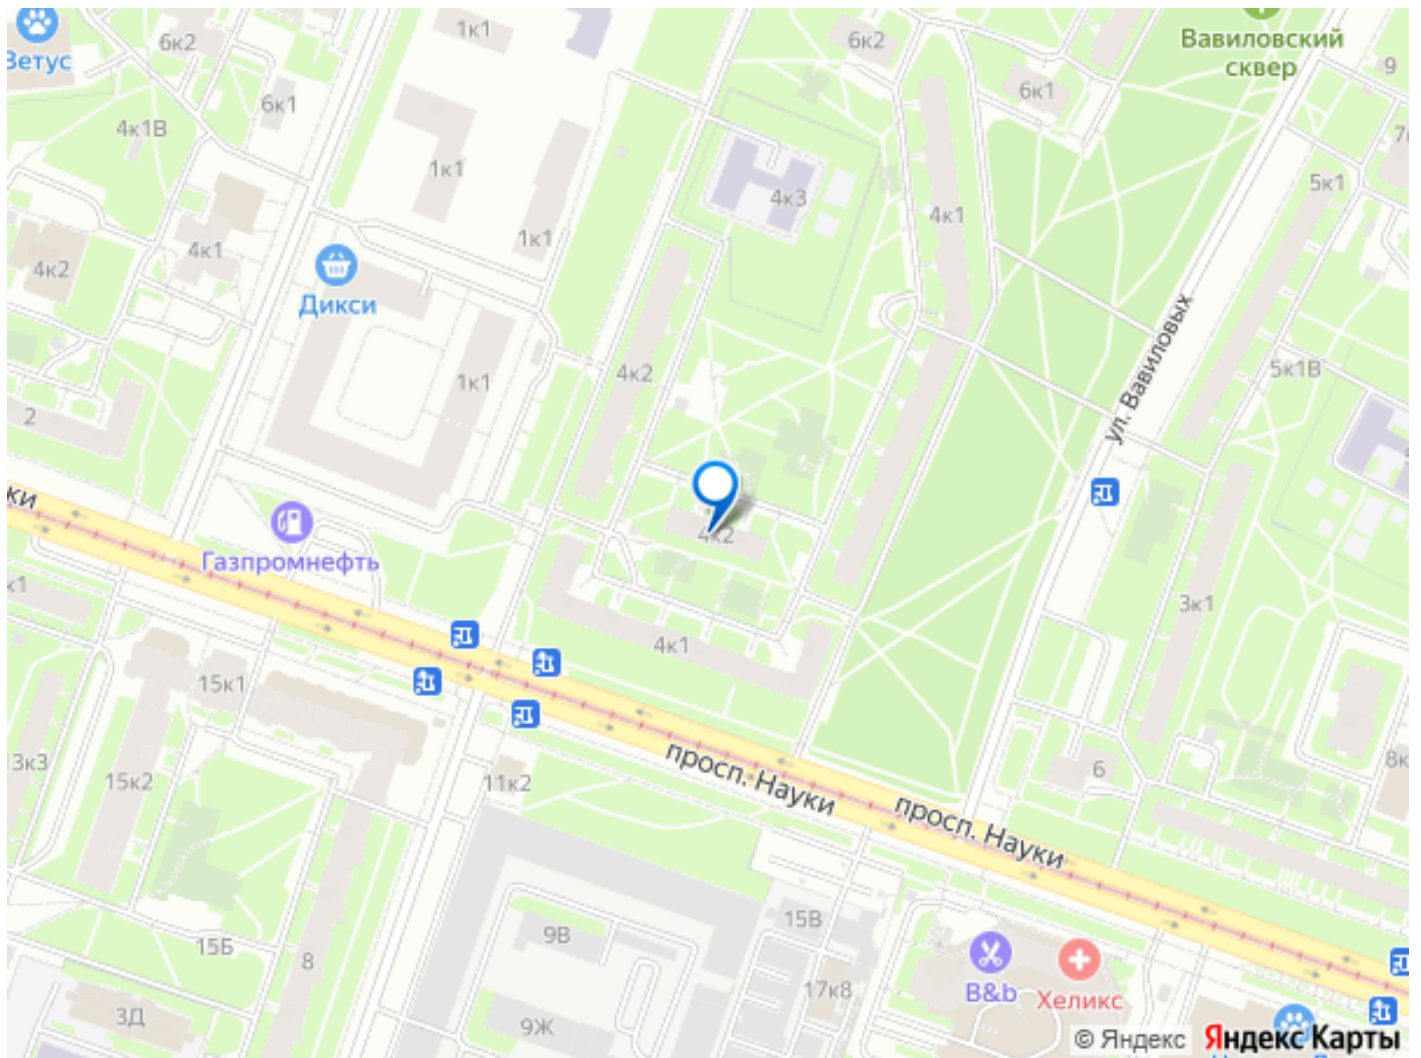 1к1
6к2
6к2
Вавиловский
сквер
Ветус
9
6к1
6к1
4к1В
1к1
5к1
4к3
4к1
1к1
4к1
4к2
Дикси
ул. Вавиловых
4к2
1к1
5к1В
2
4к2
Газпромнефть
3к1
4к1
15к1
просп. Науки
6
3к3
15к2
11к2
просп. Науки
15В
9В
15Б
8
B&b
Хеликс
17к8
3Д
9Ж
© Яндекс
Яндекс Карты